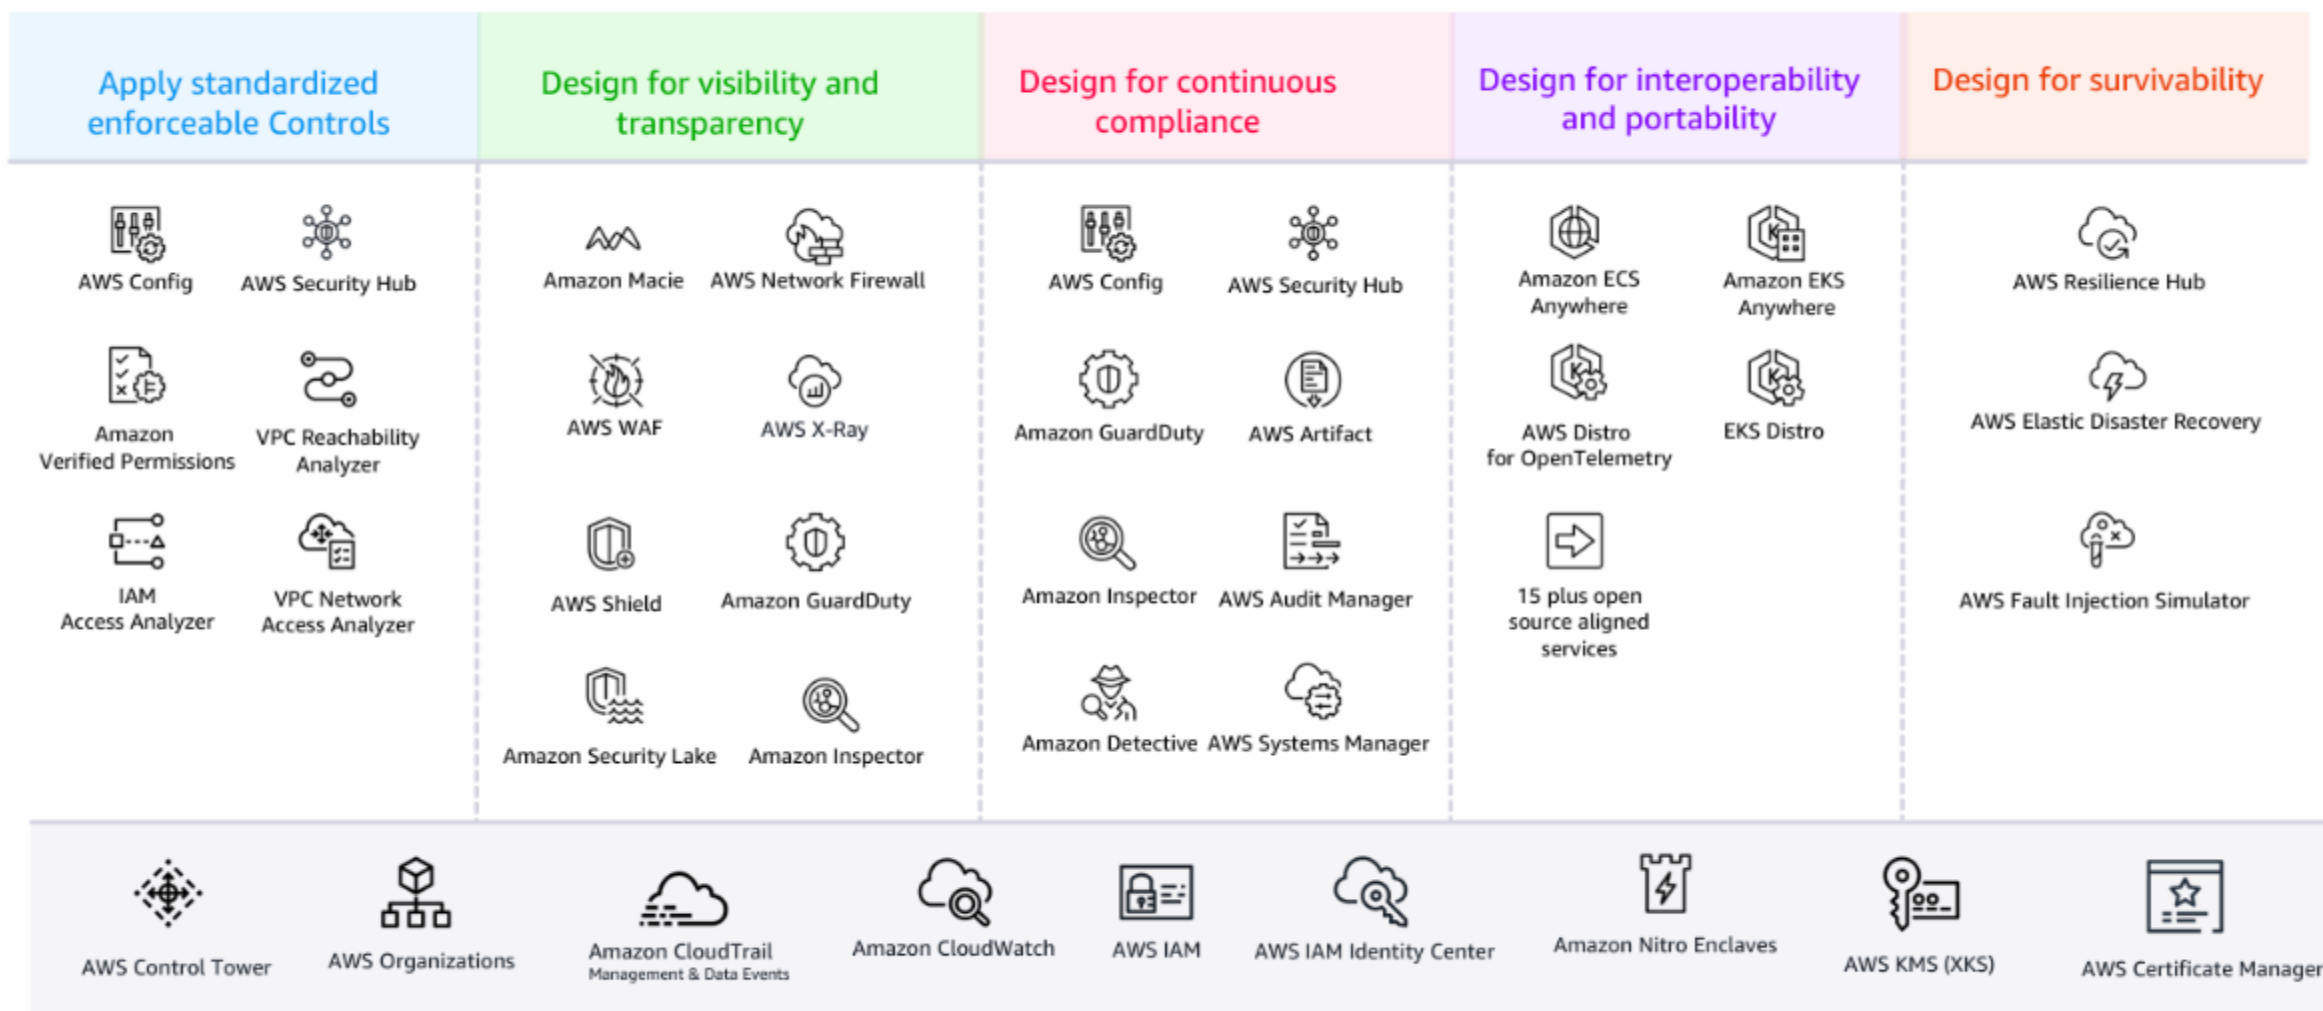 Apply standardized
enforceable Controls
Design for visibility and
transparency
Design for continuous
compliance
Design for interoperability
and portability
Design for survivability
AWS Config
AWS Security Hub
Amazon
Verified Permissions
VPC Reachability
Analyzer
IAM
Access Analyzer
VPC Network
Access Analyzer
Amazon Macie
AWS Network Firewall
AWS WAF
AWS X-Ray
AWS Shield
Amazon GuardDuty
Amazon Security Lake
Amazon Inspector
AWS Config
AWS Security Hub
Amazon GuardDuty
AWS Artifact
Amazon Inspector
AWS Audit Manager
Amazon Detective
AWS Systems Manager
Amazon ECS
Anywhere
Amazon EKS
Anywhere
AWS Distro
for OpenTelemetry
EKS Distro
15 plus open
source aligned
services
AWS Resilience Hub
AWS Elastic Disaster Recovery
AWS Fault Injection Simulator
AWS Control Tower
AWS Organizations
Amazon CloudTrail
Management & Data Events
Amazon CloudWatch
AWS IAM
AWS IAM Identity Center
Amazon Nitro Enclaves
AWS KMS (XKS)
AWS Certificate Manager